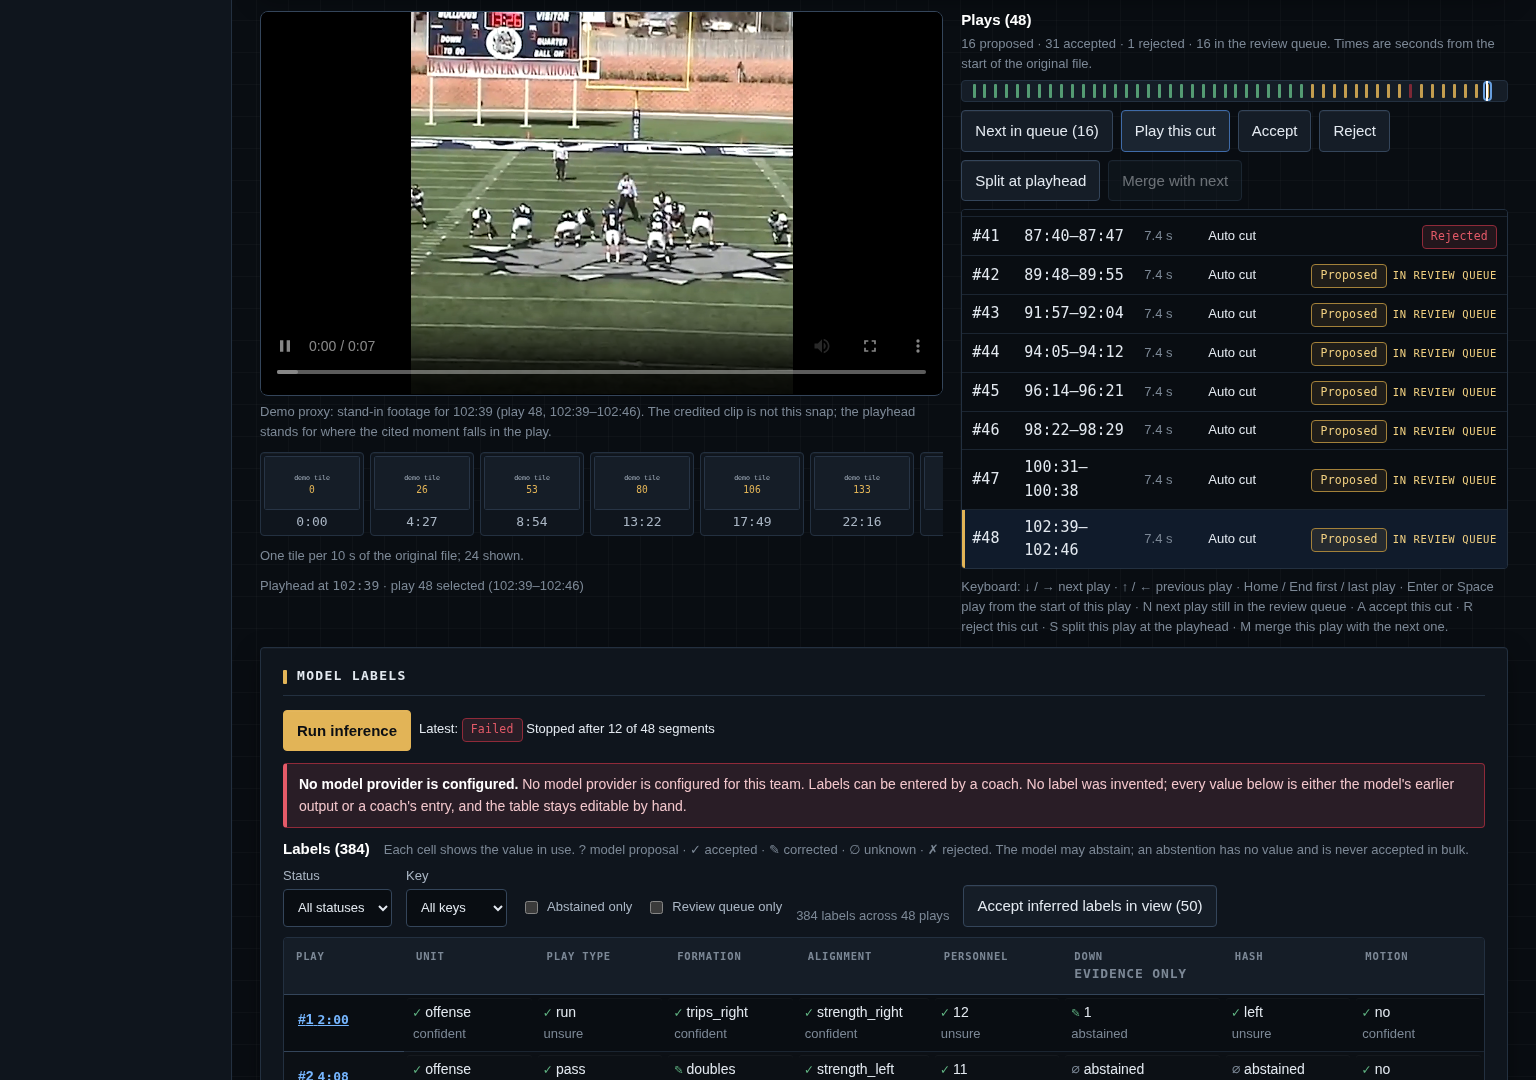 BULLDOGS
13:26
VISITOR
DOWN
TO GO
QUARTER
BALL ON
BANK OF WESTERN OKLAHOMA
0:00 / 0:07
Demo proxy: stand-in footage for 102:39 (play 48, 102:39–102:46). The credited clip is not this snap; the playhead
stands for where the cited moment falls in the play.
demo tile demo tile demo tile demo tile demo tile demo tile
0 26 53 80 106 133
0:00 4:27 8:54 13:22 17:49 22:16
One tile per 10 s of the original file; 24 shown.
Playhead at 102:39 · play 48 selected (102:39–102:46)
Plays (48)
16 proposed · 31 accepted · 1 rejected · 16 in the review queue. Times are seconds from the
start of the original file.
Next in queue (16) Play this cut Accept Reject
Split at playhead Merge with next
#41 87:40–87:47 7.4 s Auto cut Rejected
#42 89:48–89:55 7.4 s Auto cut Proposed IN REVIEW QUEUE
#43 91:57–92:04 7.4 s Auto cut Proposed IN REVIEW QUEUE
#44 94:05–94:12 7.4 s Auto cut Proposed IN REVIEW QUEUE
#45 96:14–96:21 7.4 s Auto cut Proposed IN REVIEW QUEUE
#46 98:22–98:29 7.4 s Auto cut Proposed IN REVIEW QUEUE
#47 100:31–
100:38 7.4 s Auto cut Proposed IN REVIEW QUEUE
#48 102:39–
102:46 7.4 s Auto cut Proposed IN REVIEW QUEUE
Keyboard: ↓ / → next play · ↑ / ← previous play · Home / End first / last play · Enter or Space
play from the start of this play · N next play still in the review queue · A accept this cut · R
reject this cut · S split this play at the playhead · M merge this play with the next one.
MODEL LABELS
Run inference Latest: Failed Stopped after 12 of 48 segments
No model provider is configured. No model provider is configured for this team. Labels can be entered by a coach. No label was invented; every value below is either the model's earlier
output or a coach's entry, and the table stays editable by hand.
Labels (384) Each cell shows the value in use. ? model proposal · ✓ accepted · ✎ corrected · ∅ unknown · ✗ rejected. The model may abstain; an abstention has no value and is never accepted in bulk.
Status Key
All statuses All keys Abstained only Review queue only 384 labels across 48 plays Accept inferred labels in view (50)
PLAY UNIT PLAY TYPE FORMATION ALIGNMENT PERSONNEL DOWN HASH MOTION
EVIDENCE ONLY
#1 2:00 ✓ offense ✓ run ✓ trips_right ✓ strength_right ✓ 12 ✎ 1 ✓ left ✓ no
confident unsure confident confident unsure abstained unsure confident
#2 4:08 ✓ offense ✓ pass ✎ doubles ✓ strength_left ✓ 11 ∅ abstained ∅ abstained ✓ no